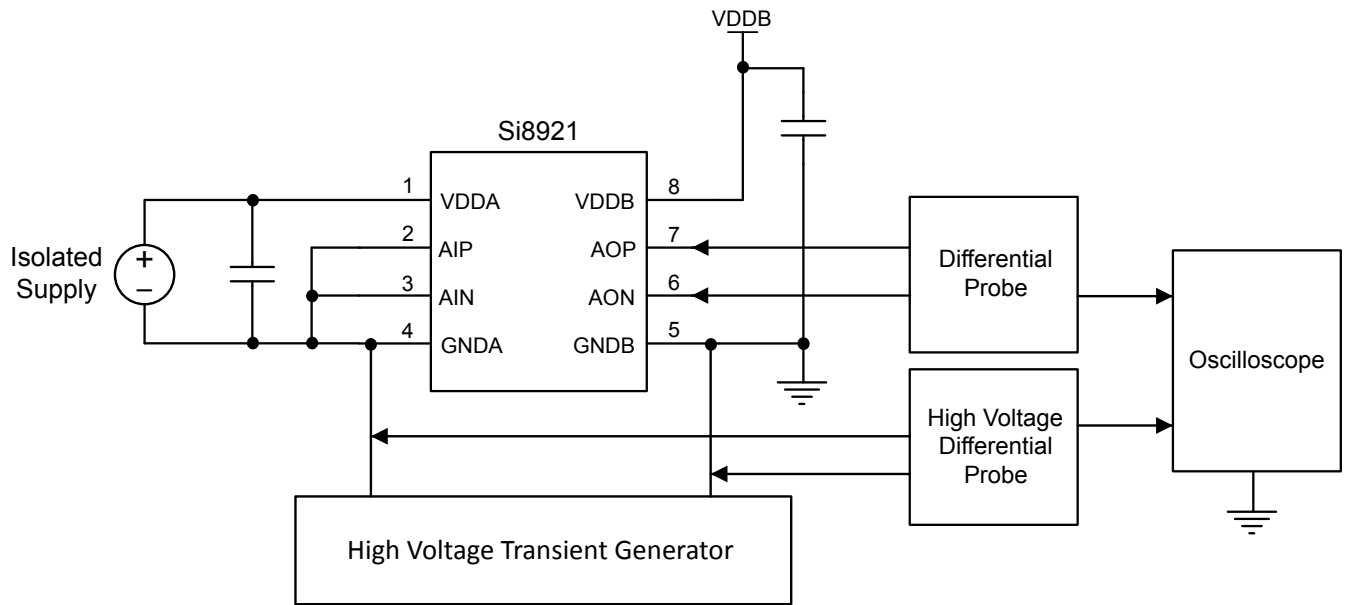 VDDB
Si8921
Isolated
Supply
+
−
1
VDDA
2
AIP
3
AIN
4
GNDA
8
VDDB
7
AOP
6
AON
5
GNDB
Differential
Probe
High Voltage
Differential
Probe
Oscilloscope
High Voltage Transient Generator